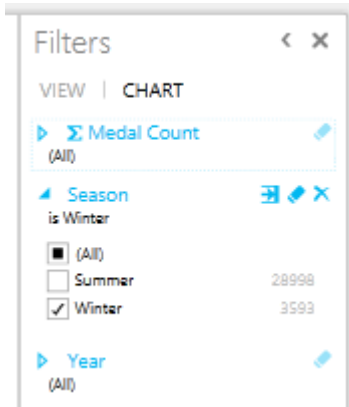 Filters
VIEW | CHART
Σ Medal Count
(All)
Season
is Winter
(All)
Summer 28998
Winter 3593
Year
(All)